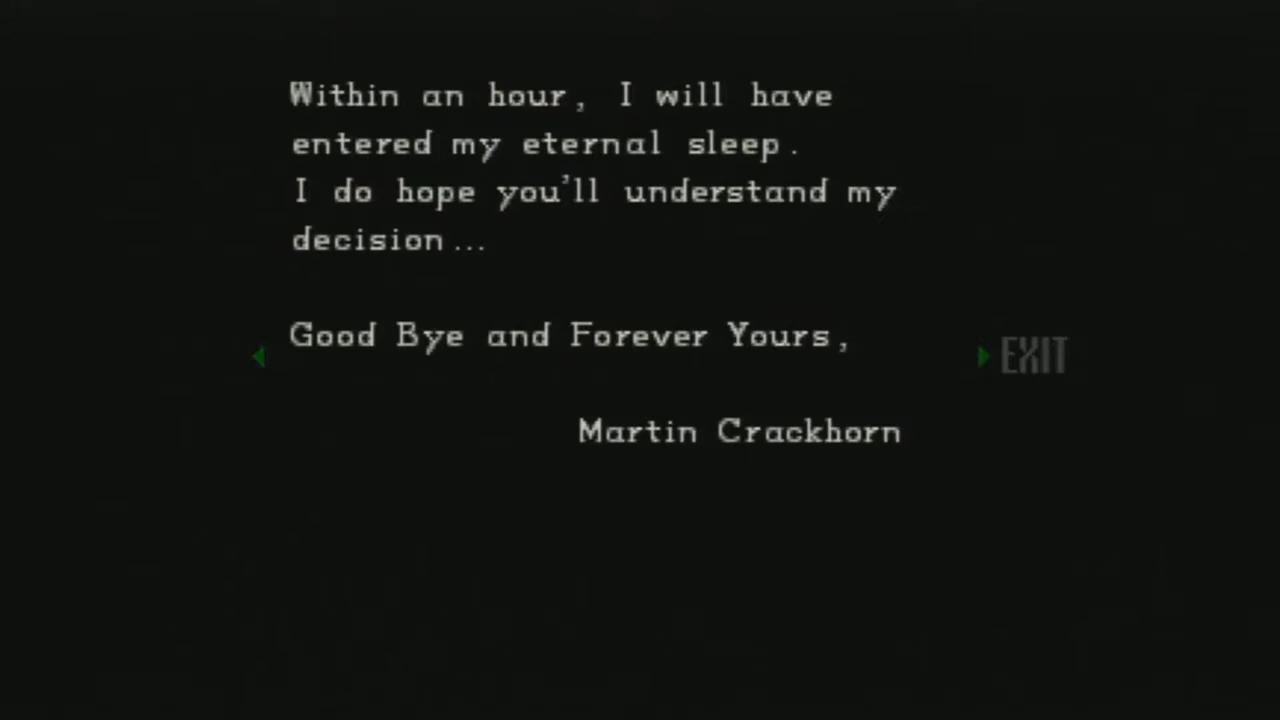 Within an hour, I will have
entered my eternal sleep.
I do hope you'll understand my
decision...
Good Bye and Forever Yours,
EXIT
Martin Crackhorn